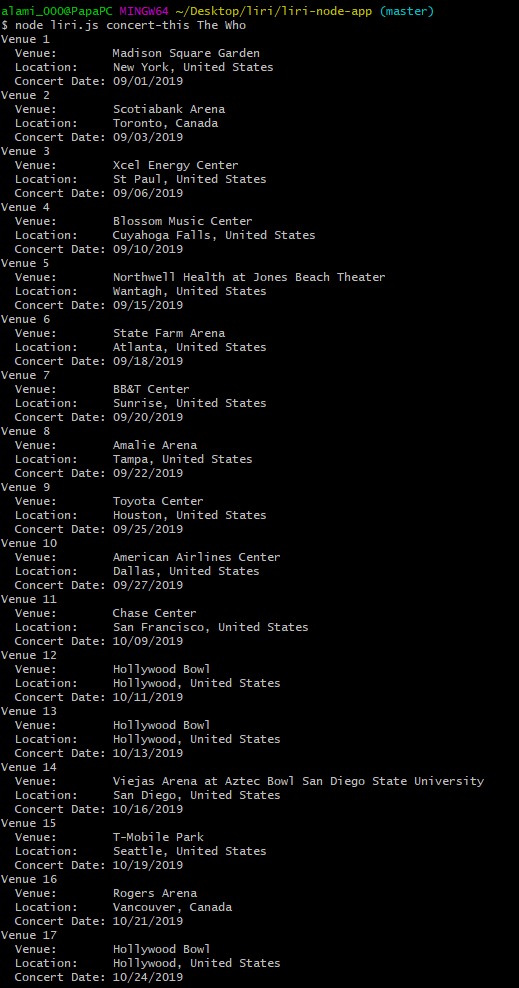 alami_000@PapaPC MINGW64 ~/Desktop/liri/liri-node-app (master)
$ node liri.js concert-this The Who
Venue 1
  Venue:        Madison Square Garden
  Location:     New York, United States
  Concert Date: 09/01/2019
Venue 2
  Venue:        Scotiabank Arena
  Location:     Toronto, Canada
  Concert Date: 09/03/2019
Venue 3
  Venue:        Xcel Energy Center
  Location:     St Paul, United States
  Concert Date: 09/06/2019
Venue 4
  Venue:        Blossom Music Center
  Location:     Cuyahoga Falls, United States
  Concert Date: 09/10/2019
Venue 5
  Venue:        Northwell Health at Jones Beach Theater
  Location:     Wantagh, United States
  Concert Date: 09/15/2019
Venue 6
  Venue:        State Farm Arena
  Location:     Atlanta, United States
  Concert Date: 09/18/2019
Venue 7
  Venue:        BB&T Center
  Location:     Sunrise, United States
  Concert Date: 09/20/2019
Venue 8
  Venue:        Amalie Arena
  Location:     Tampa, United States
  Concert Date: 09/22/2019
Venue 9
  Venue:        Toyota Center
  Location:     Houston, United States
  Concert Date: 09/25/2019
Venue 10
  Venue:        American Airlines Center
  Location:     Dallas, United States
  Concert Date: 09/27/2019
Venue 11
  Venue:        Chase Center
  Location:     San Francisco, United States
  Concert Date: 10/09/2019
Venue 12
  Venue:        Hollywood Bowl
  Location:     Hollywood, United States
  Concert Date: 10/11/2019
Venue 13
  Venue:        Hollywood Bowl
  Location:     Hollywood, United States
  Concert Date: 10/13/2019
Venue 14
  Venue:        Viejas Arena at Aztec Bowl San Diego State University
  Location:     San Diego, United States
  Concert Date: 10/16/2019
Venue 15
  Venue:        T-Mobile Park
  Location:     Seattle, United States
  Concert Date: 10/19/2019
Venue 16
  Venue:        Rogers Arena
  Location:     Vancouver, Canada
  Concert Date: 10/21/2019
Venue 17
  Venue:        Hollywood Bowl
  Location:     Hollywood, United States
  Concert Date: 10/24/2019